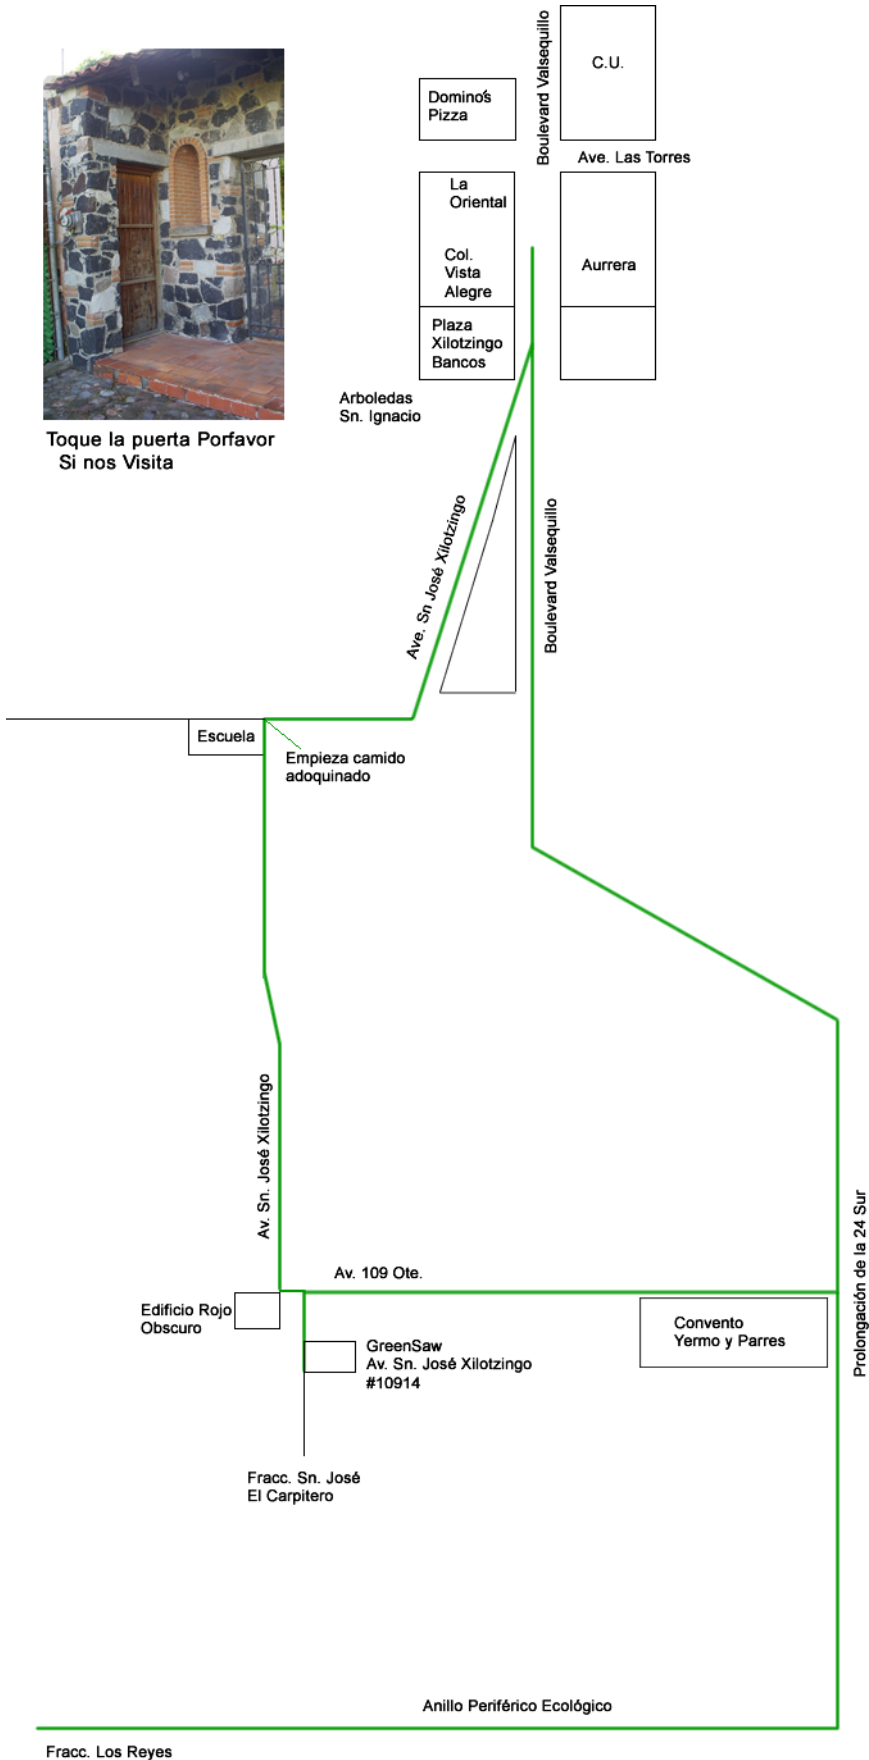 Boulevard Valsequillo
C.U.
Domino's
Pizza
Ave. Las Torres
La
Oriental
Col.
Vista
Alegre
Aurrera
Plaza
Xilotzingo
Bancos
Arboledas
Sn. Ignacio
Toque la puerta Porfavor
Si nos Visita
Ave. Sn José Xilotzingo
Boulevard Valsequillo
Escuela
Empieza camido
adoquinado
Av. Sn. José Xilotzingo
Prolongación de la 24 Sur
Av. 109 Ote.
Edificio Rojo
Obscuro
Convento
Yermo y Parres
GreenSaw
Av. Sn. José Xilotzingo
#10914
Fracc. Sn. José
El Carpitero
Anillo Periférico Ecológico
Fracc. Los Reyes